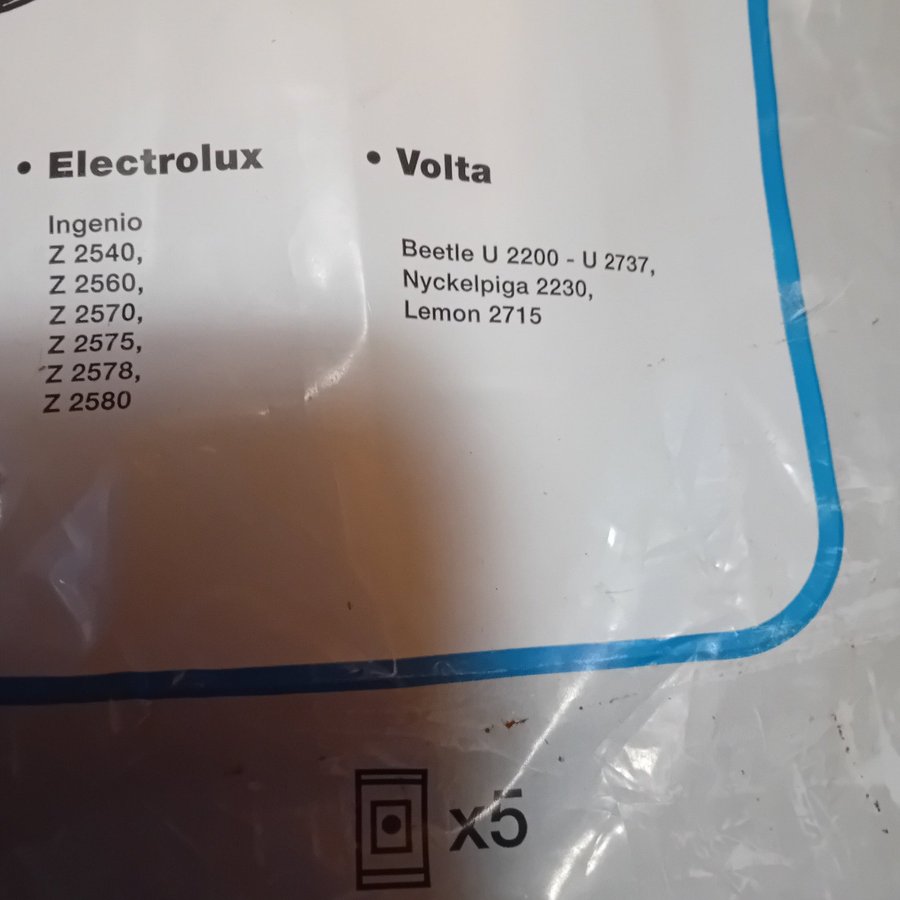 • Electrolux
Ingenio
Z 2540,
Z 2560,
Z 2570,
Z 2575,
Z 2578,
Z 2580
• Volta
Beetle U 2200 - U 2737,
Nyckelpiga 2230,
Lemon 2715
x5